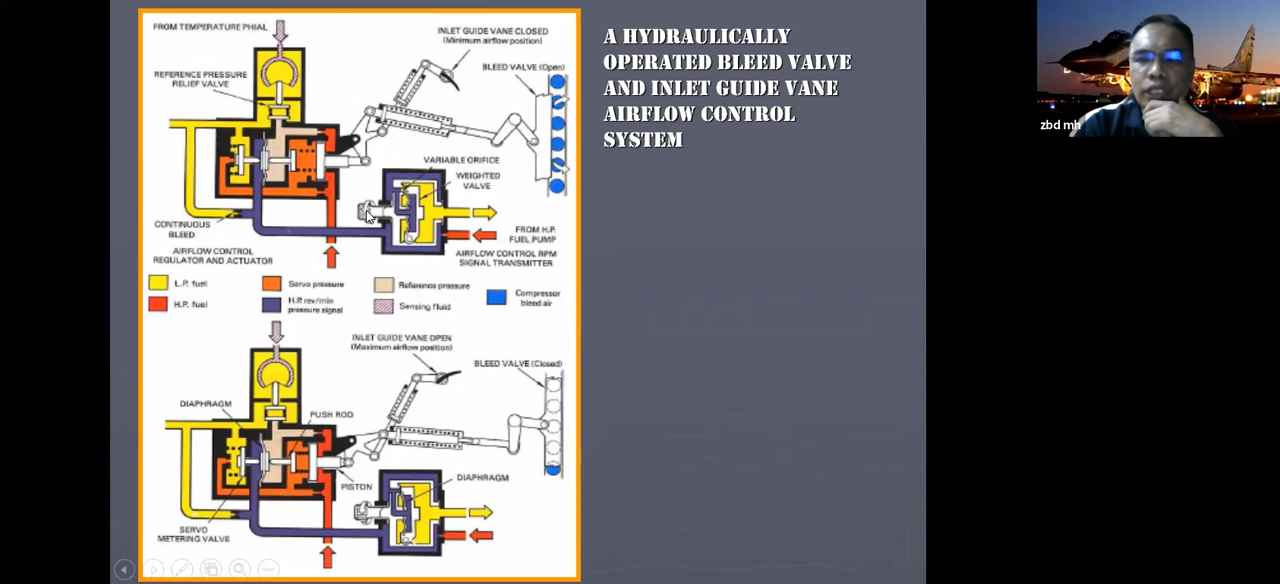 A HYDRAULICALLY
OPERATED BLEED VALVE
AND INLET GUIDE VANE
AIRFLOW CONTROL
SYSTEM
zbd mh
FROM TEMPERATURE PHIAL
INLET GUIDE VANE CLOSED
(Minimum airflow position)
REFERENCE PRESSURE
RELIEF VALVE
BLEED VALVE (Open)
VARIABLE ORIFICE
WEIGHTED
VALVE
CONTINUOUS
BLEED
FROM H.P.
FUEL PUMP
AIRFLOW CONTROL
REGULATOR AND ACTUATOR
AIRFLOW CONTROL RPM
SIGNAL TRANSMITTER
L.P. fuel
Servo pressure
Reference pressure
Compressor
bleed air
H.P. fuel
H.P. rev/min
pressure signal
Sensing fluid
INLET GUIDE VANE OPEN
(Maximum airflow position)
BLEED VALVE (Closed)
DIAPHRAGM
PUSH ROD
PISTON
DIAPHRAGM
SERVO
METERING VALVE